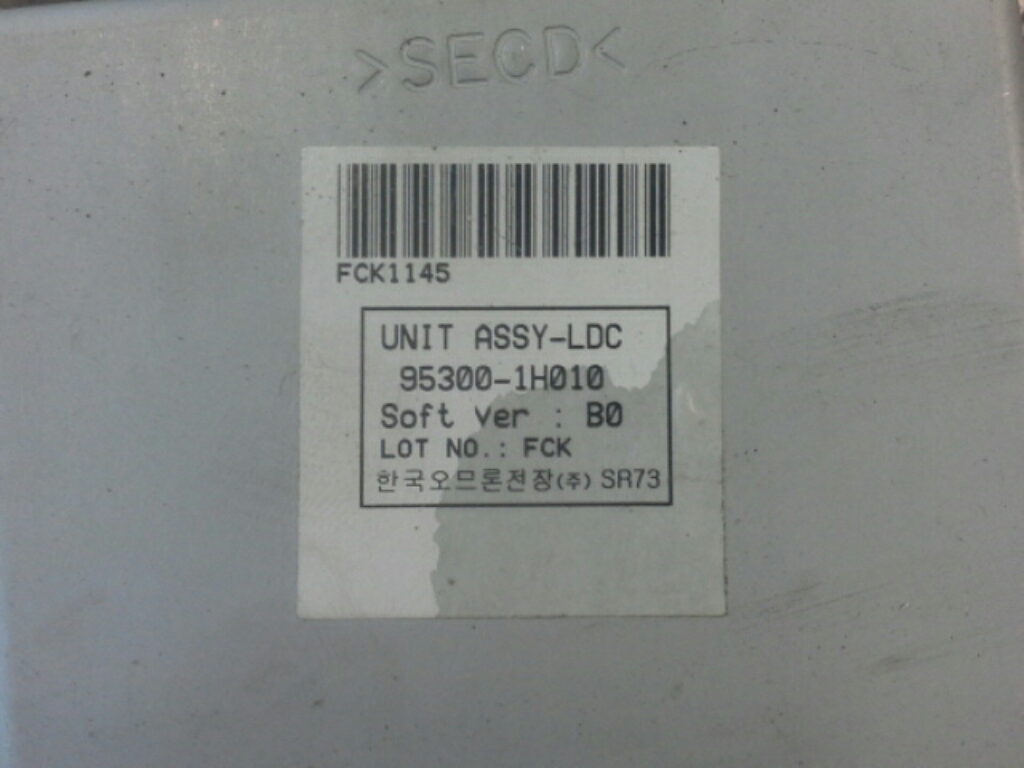 >SECD<
FCK1145
UNIT ASSY-LDC
95300-1H010
Soft Ver : B0
LOT NO.: FCK
한국오므론전장(주) SR73